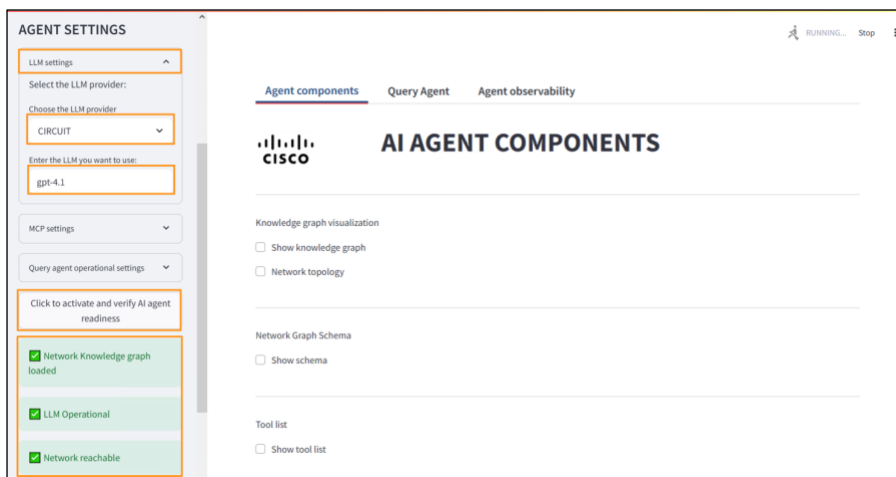 AGENT SETTINGS
LLM settings
Select the LLM provider:
Choose the LLM provider
CIRCUIT
Enter the LLM you want to use:
gpt-4.1
MCP settings
Query agent operational settings
Click to activate and verify AI agent
readiness
Network Knowledge graph
loaded
LLM Operational
Network reachable
RUNNING...
Stop
Agent components
Query Agent
Agent observability
CISCO
AI AGENT COMPONENTS
Knowledge graph visualization
Show knowledge graph
Network topology
Network Graph Schema
Show schema
Tool list
Show tool list